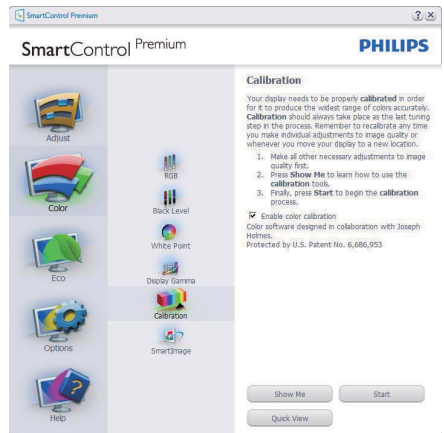 SmartControl Premium
SmartControl Premium
PHILIPS
Adjust
Color
Eco
Options
Help
RGB
Black Level
White Point
Display Gamma
Calibration
SmartImage
Calibration
Your display needs to be properly calibrated in order
for it to produce the widest range of colors accurately.
Calibration should always take place as the last tuning
step in the process. Remember to recalibrate any time
you make individual adjustments to image quality or
whenever you move your display to a new location.
1. Make all other necessary adjustments to image
quality first.
2. Press Show Me to learn how to use the
calibration tools.
3. Finally, press Start to begin the calibration
process.
Enable color calibration
Color software designed in collaboration with Joseph
Holmes.
Protected by U.S. Patent No. 6,686,953
Show Me
Start
Quick View